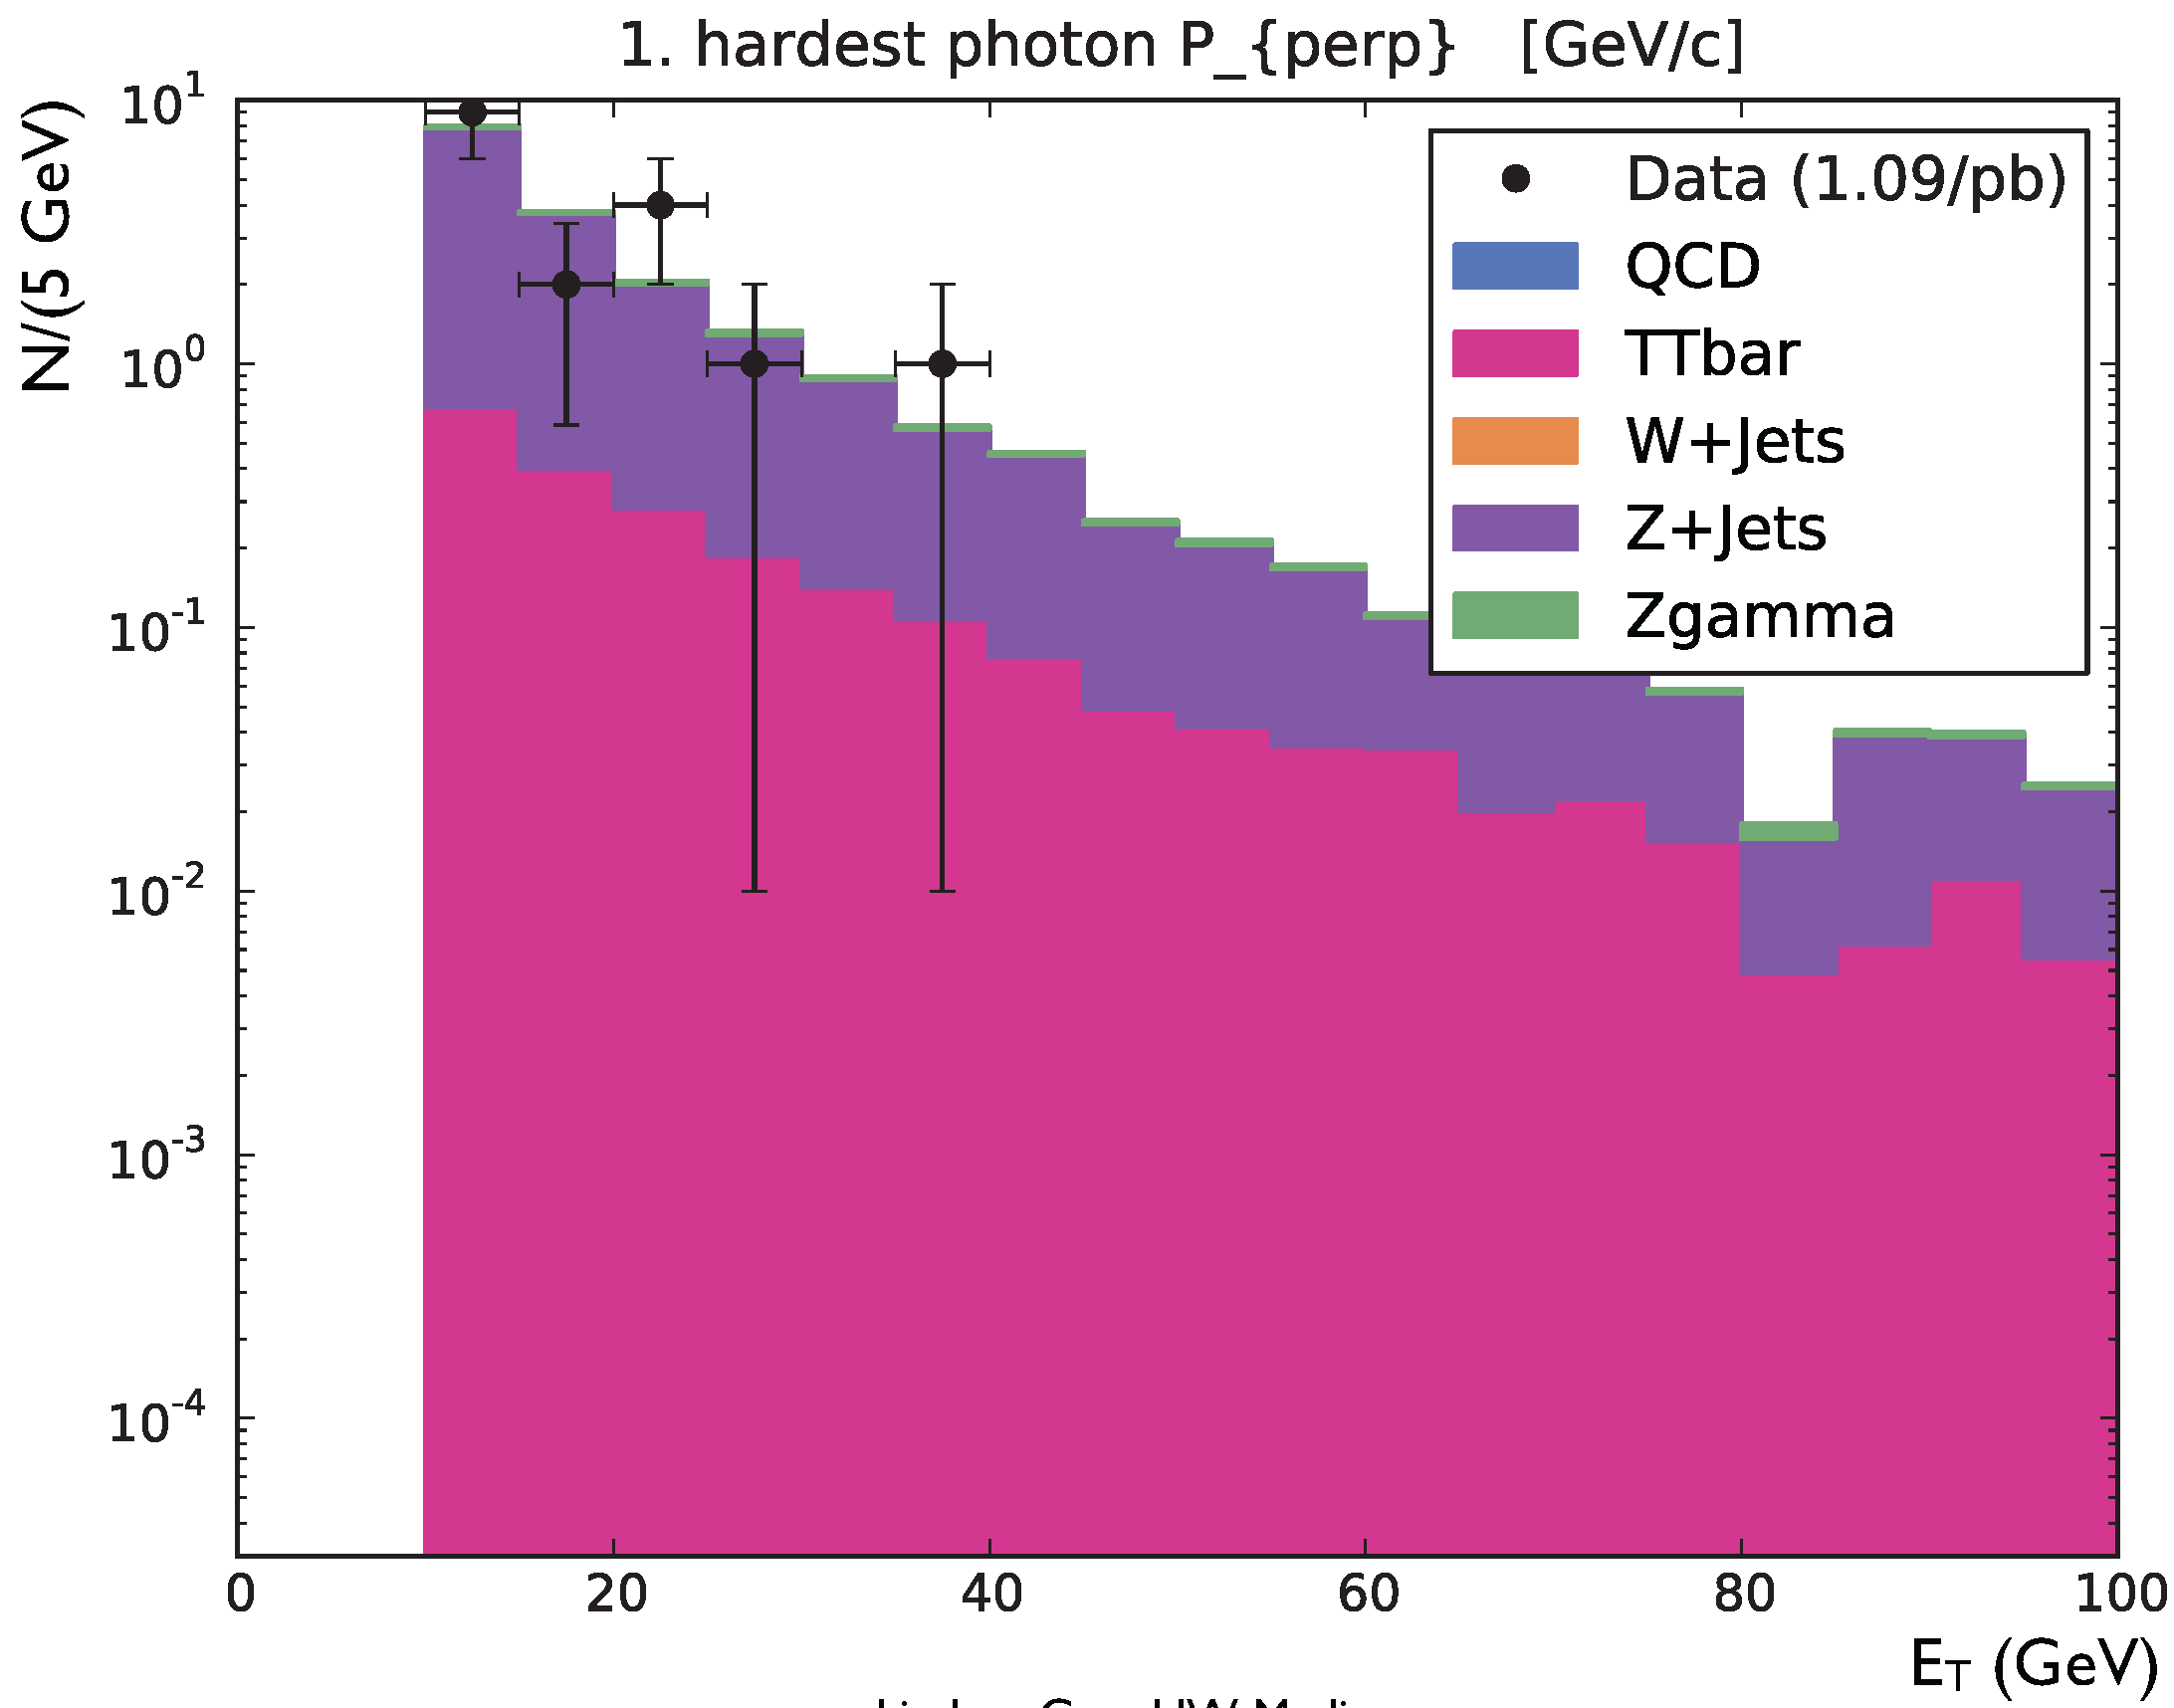 1. hardest photon P_{perp} [GeV/c]
N/(5 GeV)
10^1
10^0
10^-1
10^-2
10^-3
10^-4
Data (1.09/pb)
QCD
TTbar
W+Jets
Z+Jets
Zgamma
0 20 40 60 80 100
E_T (GeV)